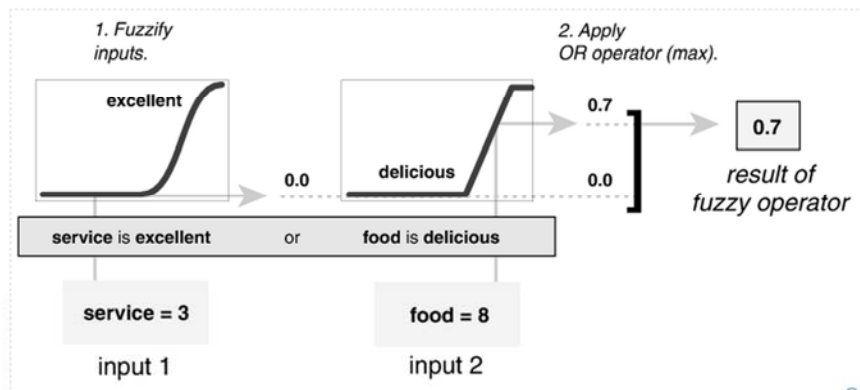 1. Fuzzify
inputs.
2. Apply
OR operator (max).
excellent
delicious
0.0
0.7
0.0
0.7
result of
fuzzy operator
service is excellent or food is delicious
service = 3
food = 8
input 1
input 2